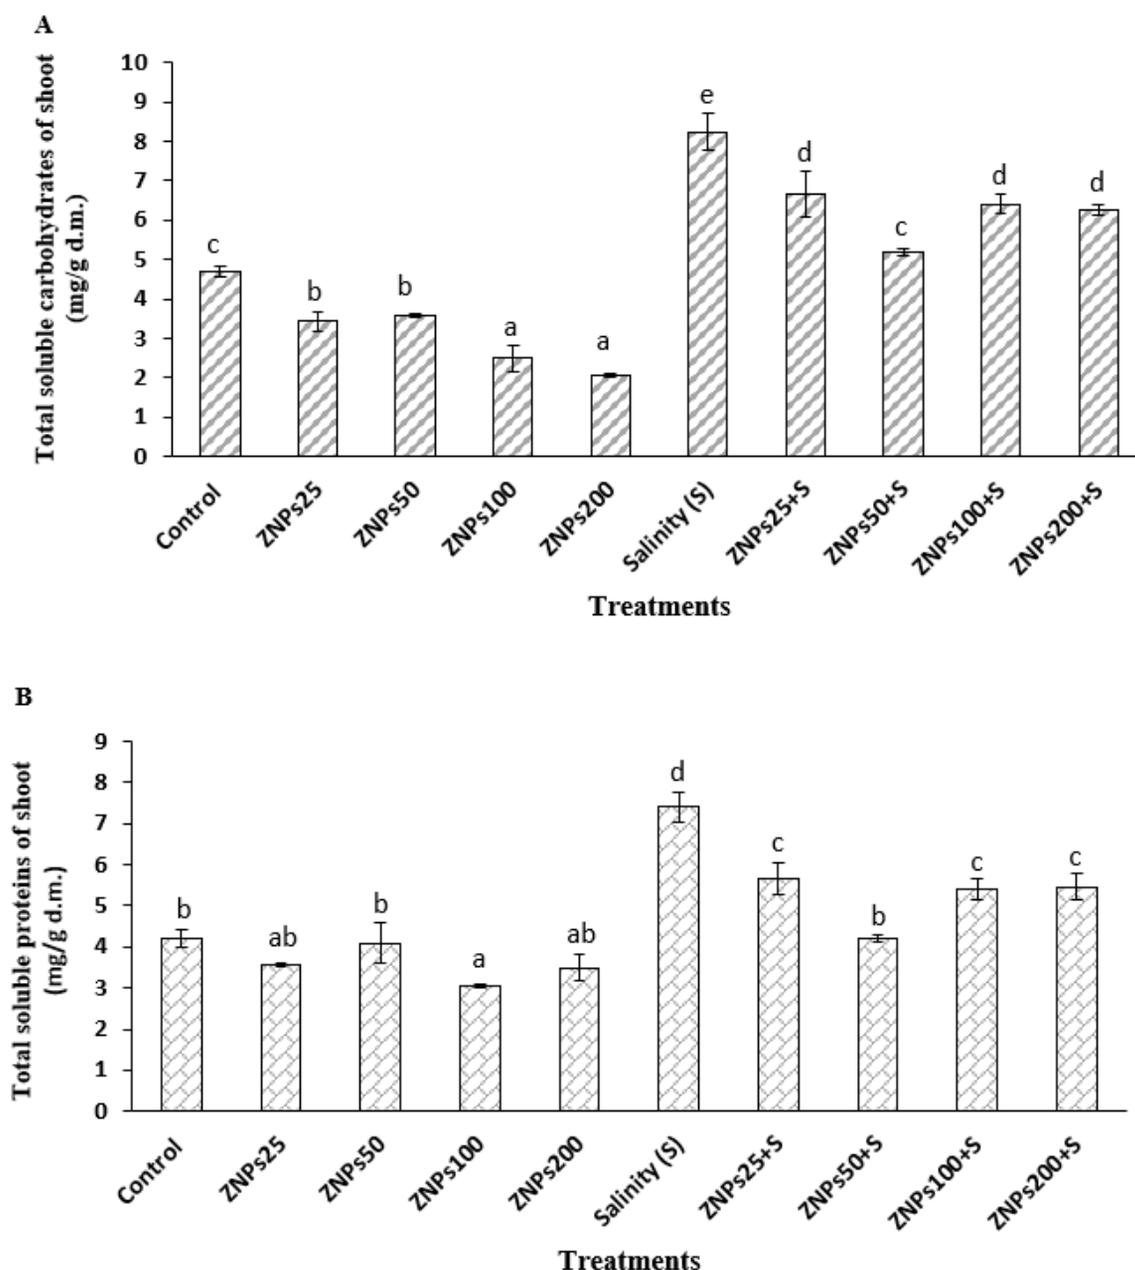 A
Total soluble carbohydrates of shoot
(mg/g d.m.)
10
9
8
7
6
5
4
3
2
1
0
c
b
b
a
a
e
d
c
d
d
Control
ZNPs25
ZNPs50
ZNPs100
ZNPs200
Salinity (S)
ZNPs25+S
ZNPs50+S
ZNPs100+S
ZNPs200+S
Treatments
B
Total soluble proteins of shoot
(mg/g d.m.)
9
8
7
6
5
4
3
2
1
0
b
ab
b
a
ab
d
c
b
c
c
Control
ZNPs25
ZNPs50
ZNPs100
ZNPs200
Salinity (S)
ZNPs25+S
ZNPs50+S
ZNPs100+S
ZNPs200+S
Treatments